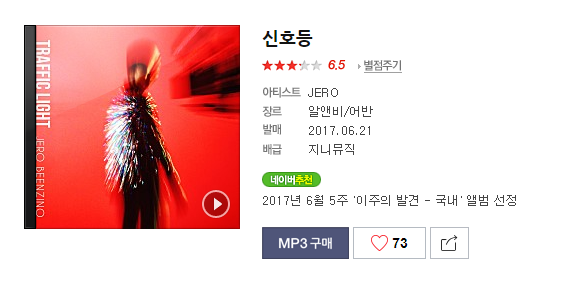 TRAFFIC LIGHT
JERO BEENZINO
신호등
6.5 별점주기
아티스트 JERO
장르 알앤비/어반
발매 2017.06.21
배급 지니뮤직
네이버추천
2017년 6월 5주 '이주의 발견 - 국내' 앨범 선정
MP3 구매 73